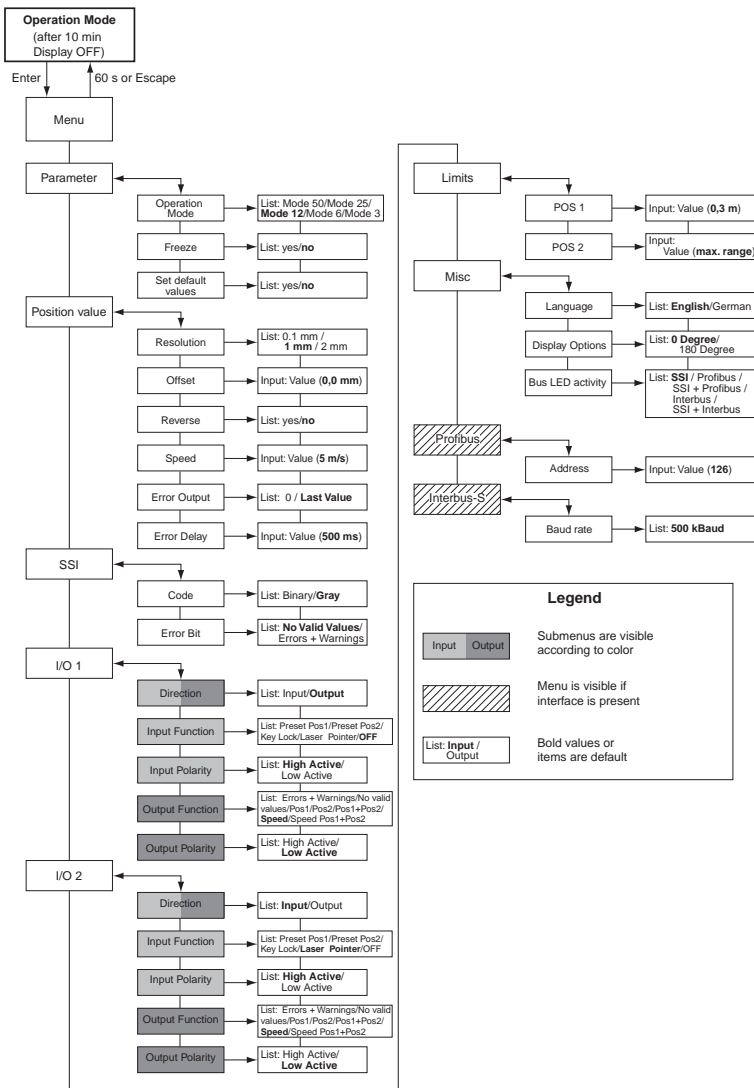 Operation Mode
(after 10 min
Display OFF)
Enter
60 s or Escape
Menu
Parameter
Operation
Mode
List: Mode 50/Mode 25/
Mode 12/Mode 6/Mode 3
Freeze
List: yes/no
Set default
values
List: yes/no
Position value
Resolution
List: 0.1 mm /
1 mm / 2 mm
Offset
Input: Value (0,0 mm)
Reverse
List: yes/no
Speed
Input: Value (5 m/s)
Error Output
List: 0 / Last Value
Error Delay
Input: Value (500 ms)
SSI
Code
List: Binary/Gray
Error Bit
List: No Valid Values/
Errors + Warnings
I/O 1
Direction
List: Input/Output
Input Function
List: Preset Pos1/Preset Pos2/
Key Lock/Laser Pointer/OFF
Input Polarity
List: High Active/
Low Active
Output Function
List: Errors + Warnings/No valid
values/Pos1/Pos2/Pos1+Pos2/
Speed/Speed Pos1+Pos2
Output Polarity
List: High Active/
Low Active
I/O 2
Direction
List: Input/Output
Input Function
List: Preset Pos1/Preset Pos2/
Key Lock/Laser Pointer/OFF
Input Polarity
List: High Active/
Low Active
Output Function
List: Errors + Warnings/No valid
values/Pos1/Pos2/Pos1+Pos2/
Speed/Speed Pos1+Pos2
Output Polarity
List: High Active/
Low Active
Limits
POS 1
Input: Value (0,3 m)
POS 2
Input:
Value (max. range)
Misc
Language
List: English/German
Display Options
List: 0 Degree/
180 Degree
Bus LED activity
List: SSI / Profibus /
SSI + Profibus /
Interbus /
SSI + Interbus
Profibus
Address
Input: Value (126)
Interbus-S
Baud rate
List: 500 kBaud
Legend
Input Output
Submenus are visible
according to color
Menu is visible if
interface is present
List: Input /
Output
Bold values or
items are default